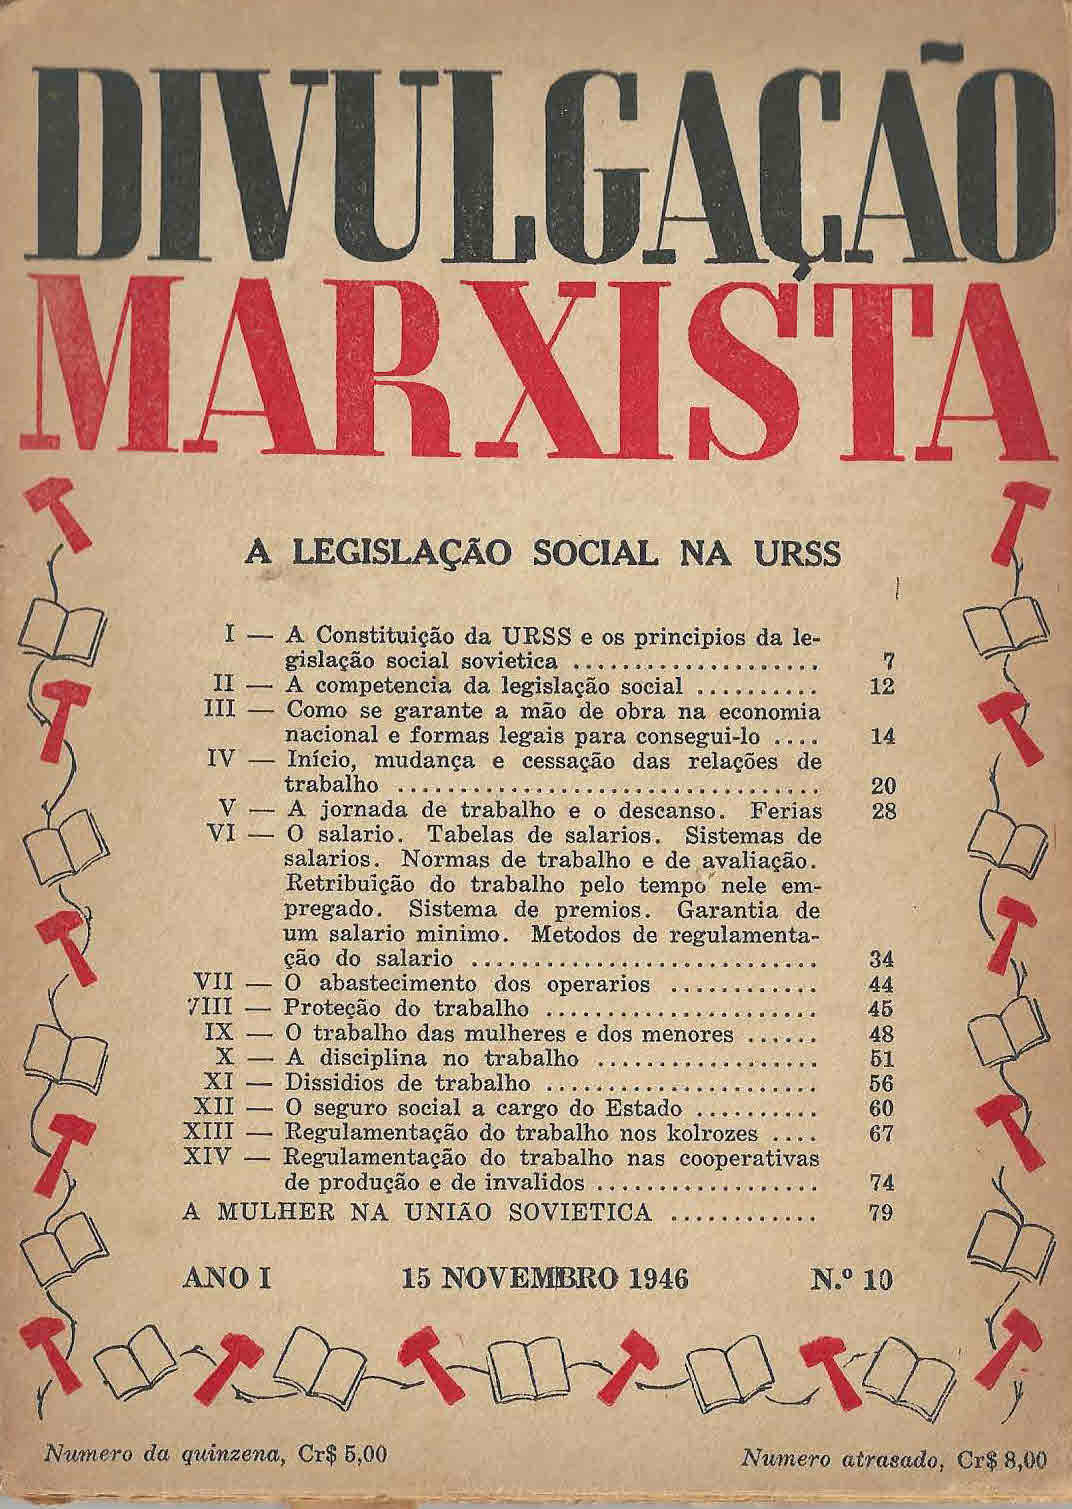 DIVULGAÇÃO
MARXISTA
A LEGISLAÇÃO SOCIAL NA URSS
I — A Constituição da URSS e os principios da le-
gislação social sovietica .................... 7
II — A competencia da legislação social .......... 12
III — Como se garante a mão de obra na economia
nacional e formas legais para consegui-lo .... 14
IV — Início, mudança e cessação das relações de
trabalho .................................. 20
V — A jornada de trabalho e o descanso. Ferias 28
VI — O salario. Tabelas de salarios. Sistemas de
salarios. Normas de trabalho e de avaliação.
Retribuição do trabalho pelo tempo nele em-
pregado. Sistema de premios. Garantia de
um salario minimo. Metodos de regulamenta-
ção do salario ............................ 34
VII — O abastecimento dos operarios ............ 44
VIII — Proteção do trabalho ...................... 45
IX — O trabalho das mulheres e dos menores ...... 48
X — A disciplina no trabalho .................. 51
XI — Dissidios de trabalho ...................... 56
XII — O seguro social a cargo do Estado .......... 60
XIII — Regulamentação do trabalho nos kolrozes .... 67
XIV — Regulamentação do trabalho nas cooperativas
de produção e de invalidos .................. 74
A MULHER NA UNIÃO SOVIETICA ............ 79
ANO I 15 NOVEMBRO 1946 N.º 10
Numero da quinzena, Cr$ 5,00 Numero atrasado, Cr$ 8,00